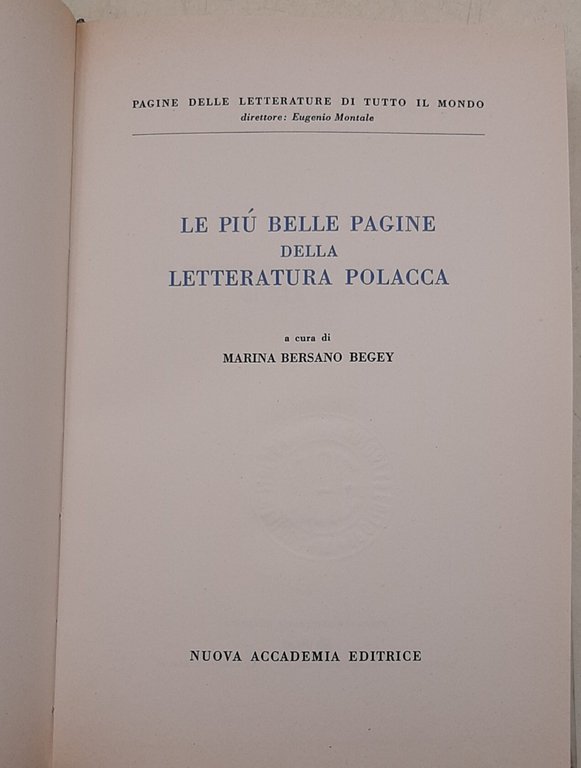 PAGINE DELLE LETTERATURE DI TUTTO IL MONDO
direttore: Eugenio Montale
LE PIÚ BELLE PAGINE
DELLA
LETTERATURA POLACCA
a cura di
MARINA BERSANO BEGEY
NUOVA ACCADEMIA EDITRICE